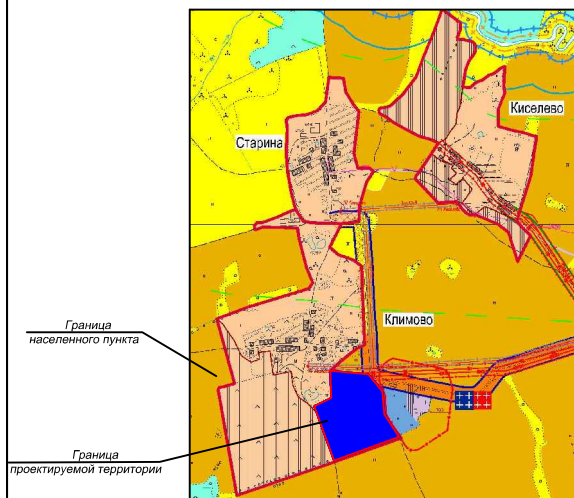 Киселево
Старина
Климово
Граница
населенного пункта
Граница
проектируемой территории